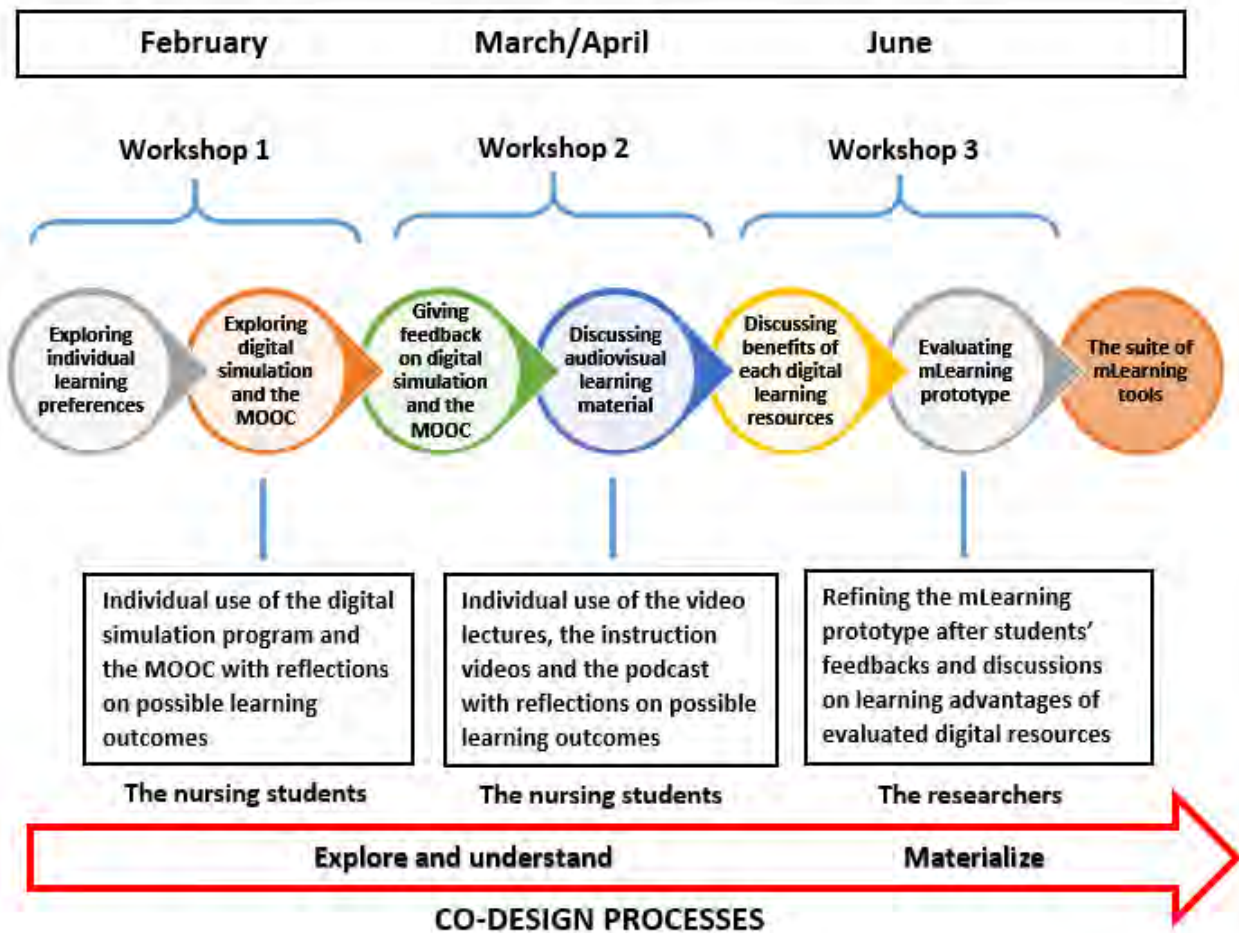 February March/April June
Workshop 1 Workshop 2 Workshop 3
Exploring
individual
learning
preferences
Exploring
digital
simulation
and the
MOOC
Giving
feedback
on digital
simulation
and the
MOOC
Discussing
audiovisual
learning
material
Discussing
benefits of
each digital
learning
resources
Evaluating
mLearning
prototype
The suite of
mLearning
tools
Individual use of the digital
simulation program and
the MOOC with reflections
on possible learning
outcomes
Individual use of the video
lectures, the instruction
videos and the podcast
with reflections on possible
learning outcomes
Refining the mLearning
prototype after students’
feedbacks and discussions
on learning advantages of
evaluated digital resources
The nursing students The nursing students The researchers
Explore and understand Materialize
CO-DESIGN PROCESSES